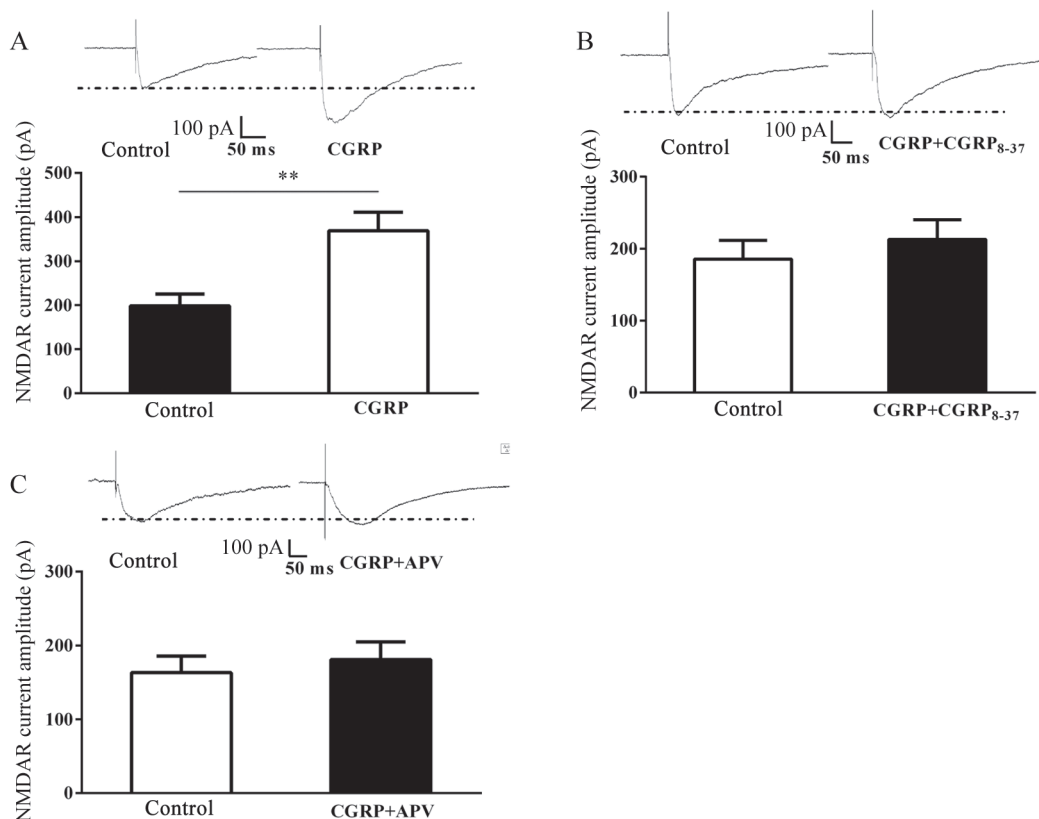 A
100 pA
50 ms
Control
CGRP
NMDAR current amplitude (pA)
500
400
300
200
100
0
**
Control
CGRP
B
100 pA
50 ms
Control
CGRP+CGRP8-37
NMDAR current amplitude (pA)
300
200
100
0
Control
CGRP+CGRP8-37
C
100 pA
50 ms
Control
CGRP+APV
NMDAR current amplitude (pA)
300
200
100
0
Control
CGRP+APV